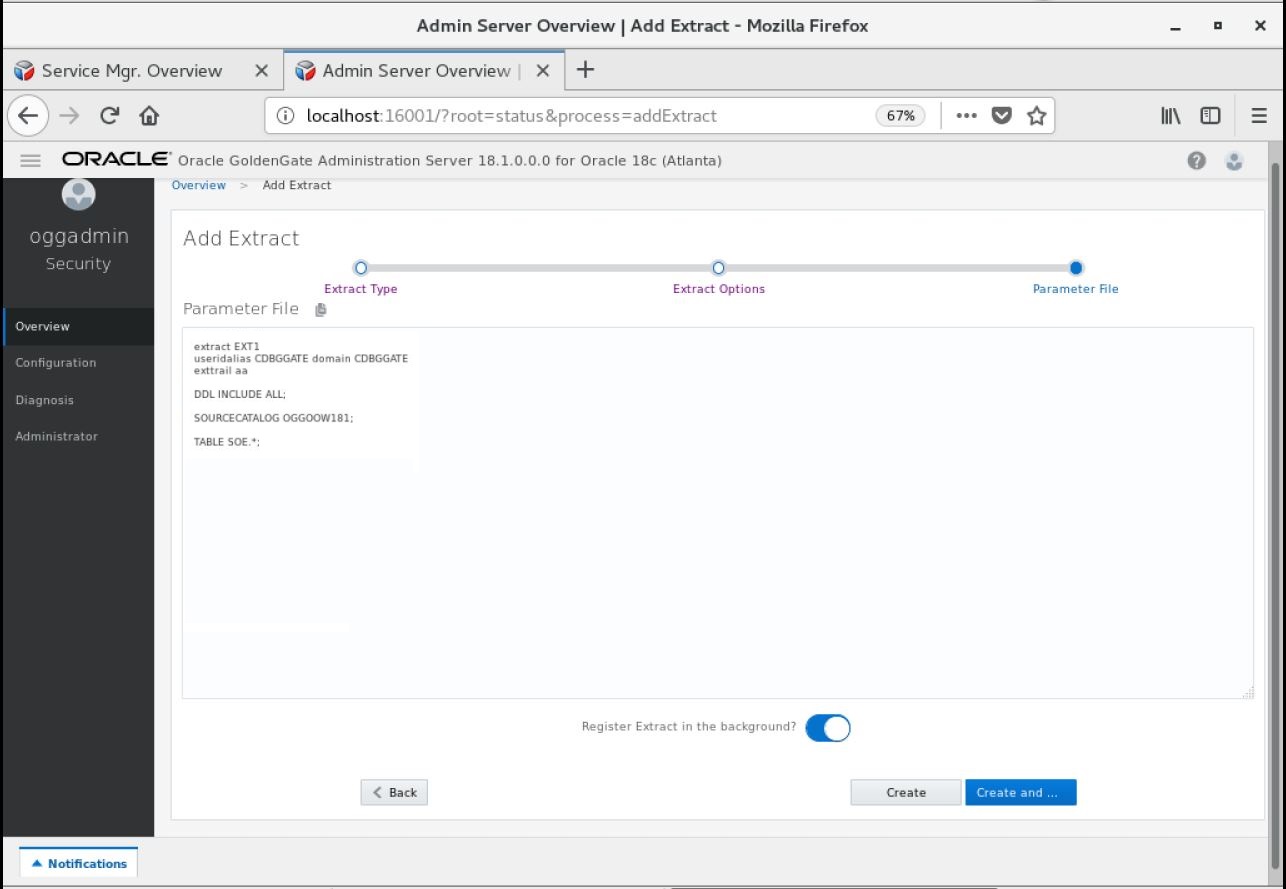 Admin Server Overview | Add Extract - Mozilla Firefox
Service Mgr. Overview
Admin Server Overview |
localhost:16001/?root=status&process=addExtract
67%
ORACLE Oracle GoldenGate Administration Server 18.1.0.0.0 for Oracle 18c (Atlanta)
Overview > Add Extract
oggadmin
Security
Overview
Configuration
Diagnosis
Administrator
Add Extract
Extract Type
Extract Options
Parameter File
Parameter File
extract EXT1
useridalias CDBGGATE domain CDBGGATE
exttrail aa
DDL INCLUDE ALL;
SOURCECATALOG OGGOOW181;
TABLE SOE.*;
Register Extract in the background?
Back
Create
Create and ...
Notifications